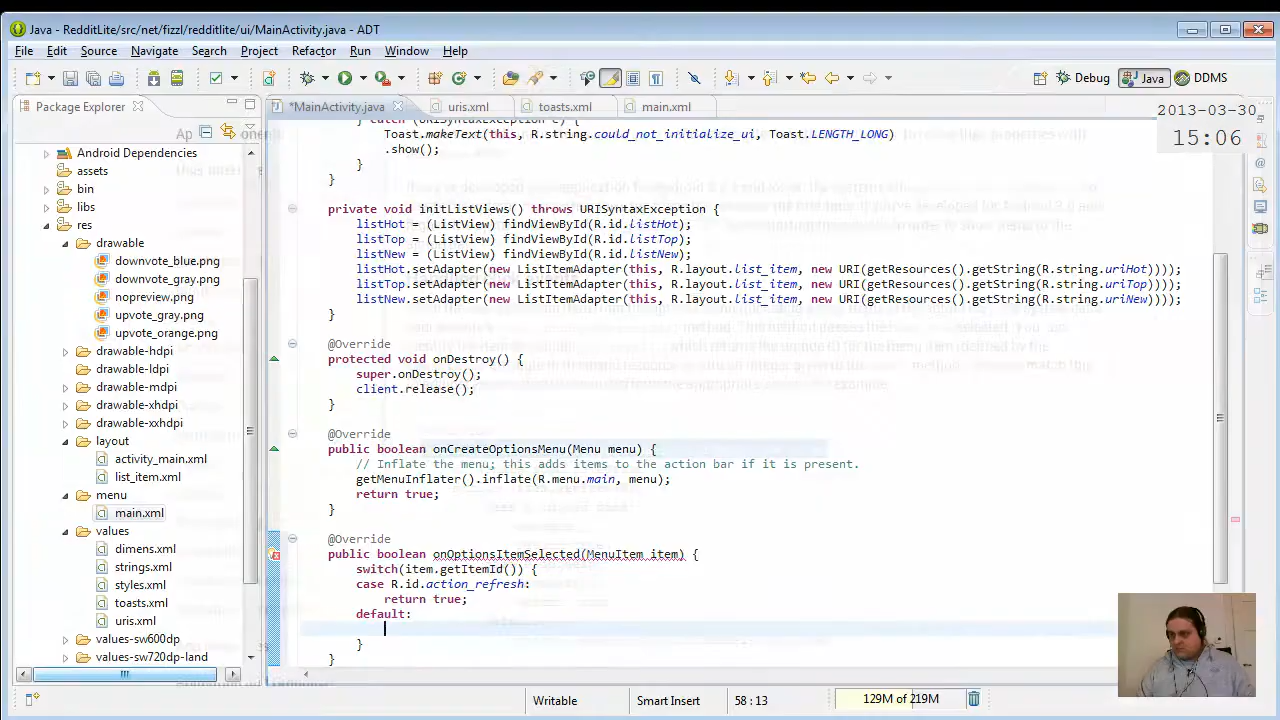 Java - RedditLite/src/net/fizzl/redditlite/ui/MainActivity.java - ADT
File Edit Source Navigate Search Project Refactor Run Window Help
Debug Java DDMS
Package Explorer
*MainActivity.java uris.xml toasts.xml main.xml
2013-03-30
15:06
Android Dependencies
assets
bin
libs
res
drawable
downvote_blue.png
downvote_gray.png
nopreview.png
upvote_gray.png
upvote_orange.png
drawable-hdpi
drawable-ldpi
drawable-mdpi
drawable-xhdpi
drawable-xxhdpi
layout
activity_main.xml
list_item.xml
menu
main.xml
values
dimens.xml
strings.xml
styles.xml
toasts.xml
uris.xml
values-sw600dp
values-sw720dp-land
} catch (URISyntaxException e) {
Toast.makeText(this, R.string.could_not_initialize_ui, Toast.LENGTH_LONG)
.show();
}
}
private void initListViews() throws URISyntaxException {
listHot = (ListView) findViewById(R.id.listHot);
listTop = (ListView) findViewById(R.id.listTop);
listNew = (ListView) findViewById(R.id.listNew);
listHot.setAdapter(new ListItemAdapter(this, R.layout.list_item, new URI(getResources().getString(R.string.uriHot))));
listTop.setAdapter(new ListItemAdapter(this, R.layout.list_item, new URI(getResources().getString(R.string.uriTop))));
listNew.setAdapter(new ListItemAdapter(this, R.layout.list_item, new URI(getResources().getString(R.string.uriNew))));
}
@Override
protected void onDestroy() {
super.onDestroy();
client.release();
}
@Override
public boolean onCreateOptionsMenu(Menu menu) {
// Inflate the menu; this adds items to the action bar if it is present.
getMenuInflater().inflate(R.menu.main, menu);
return true;
}
@Override
public boolean onOptionsItemSelected(MenuItem item) {
switch(item.getItemId()) {
case R.id.action_refresh:
return true;
default:
}
}
Writable Smart Insert 58 : 13 129M of 219M